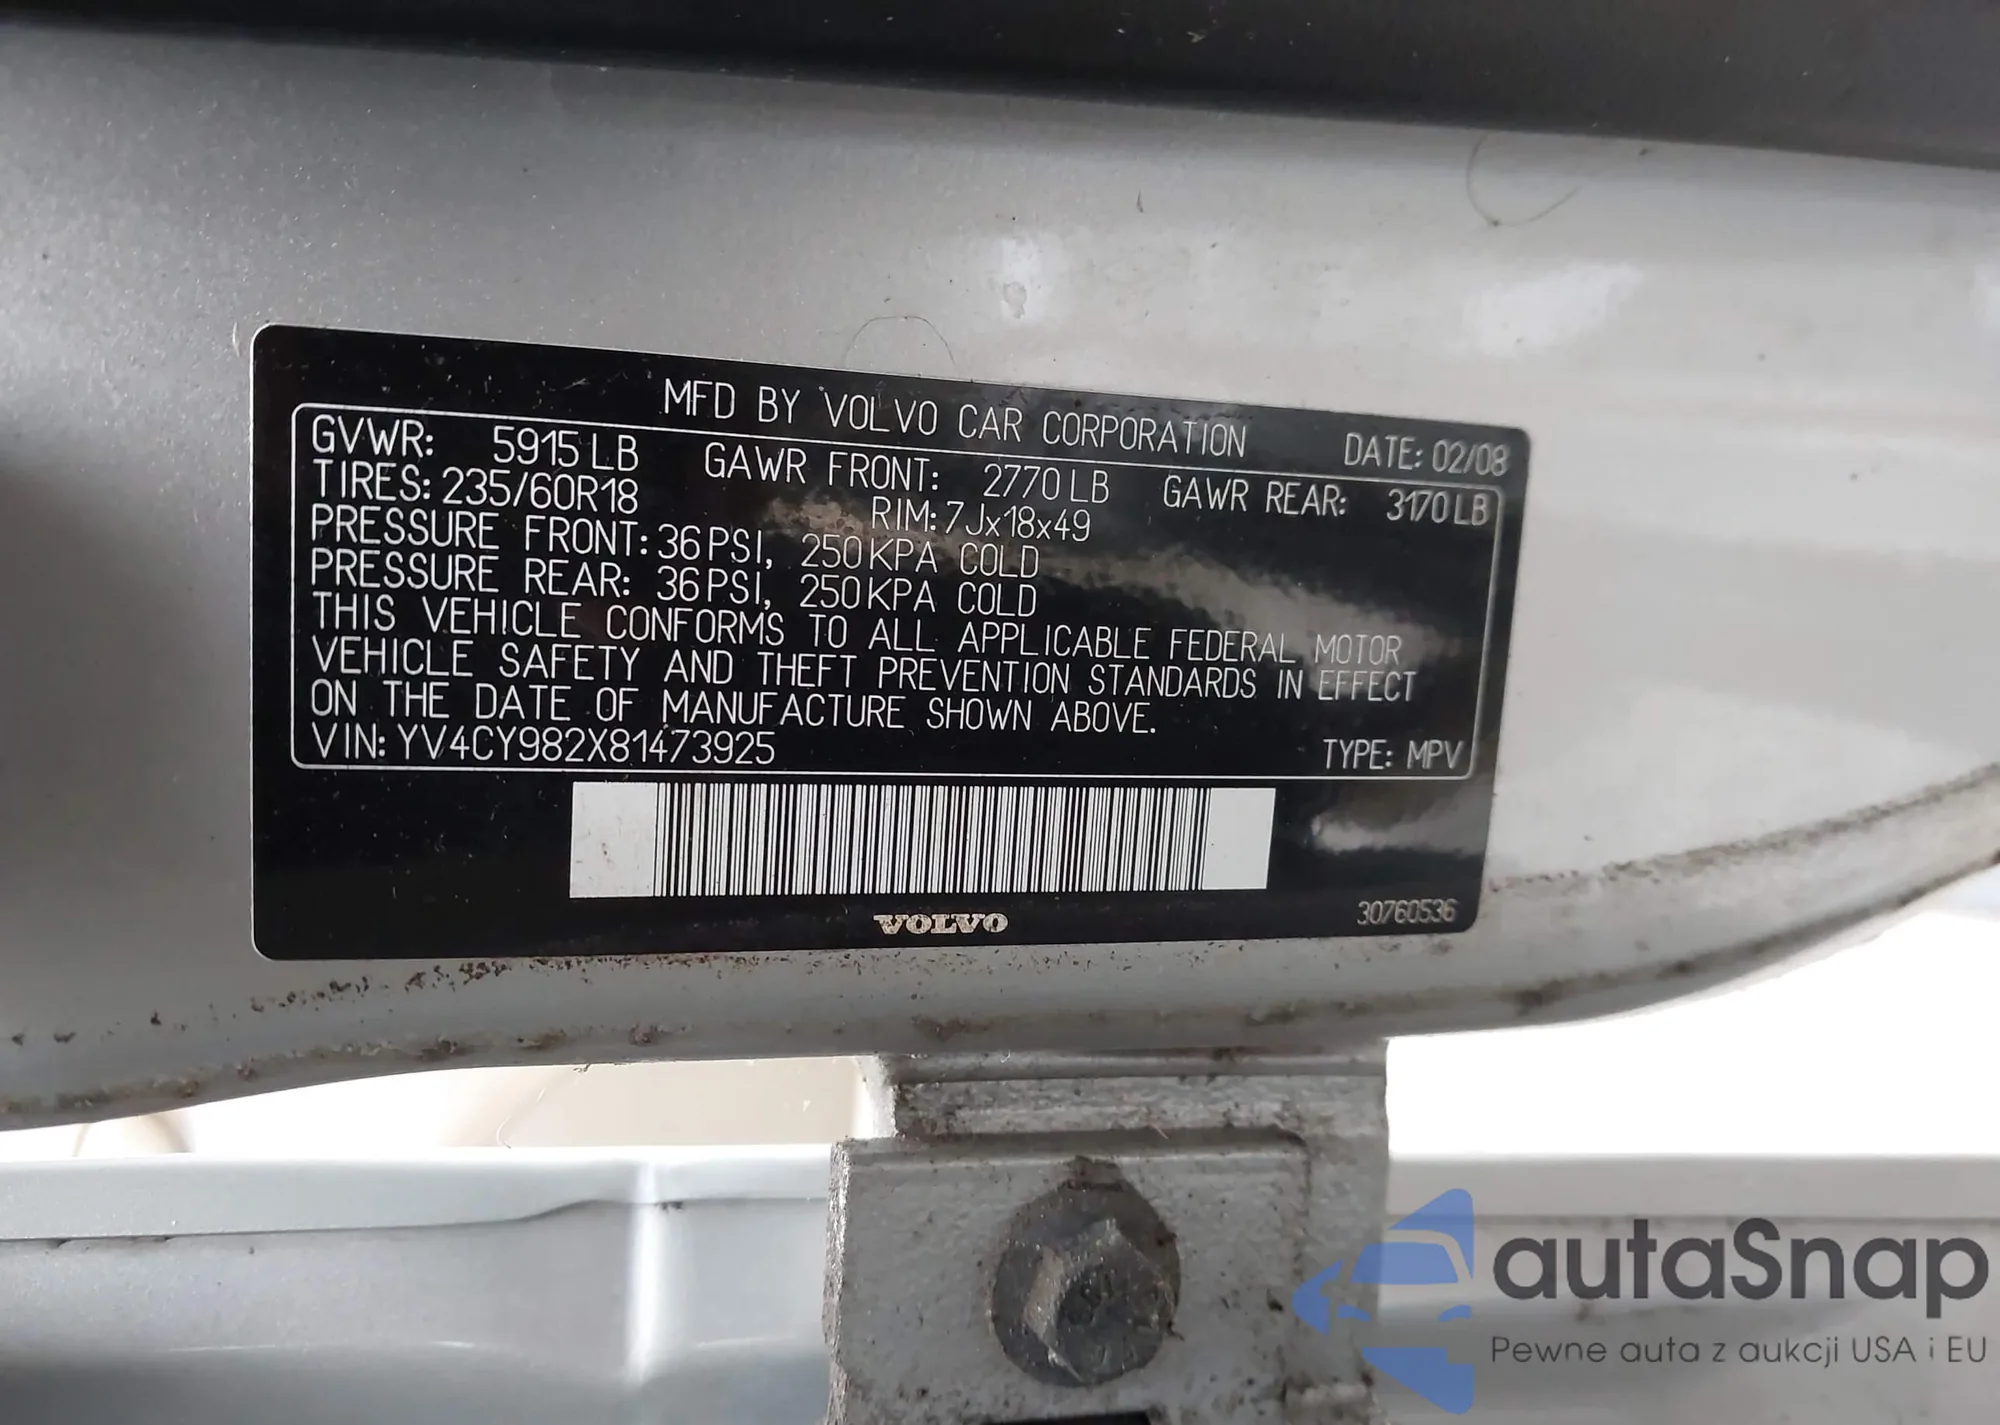 MFD BY VOLVO CAR CORPORATION DATE: 02/08
GVWR: 5915 LB GAWR FRONT: 2770 LB GAWR REAR: 3170 LB
TIRES: 235/60R18 RIM: 7Jx18x49
PRESSURE FRONT: 36 PSI, 250 KPA COLD
PRESSURE REAR: 36 PSI, 250 KPA COLD
THIS VEHICLE CONFORMS TO ALL APPLICABLE FEDERAL MOTOR
VEHICLE SAFETY AND THEFT PREVENTION STANDARDS IN EFFECT
ON THE DATE OF MANUFACTURE SHOWN ABOVE.
VIN: YV4CY982X81473925 TYPE: MPV
VOLVO
30760536
autaSnap
Pewne auta z aukcji USA i EU